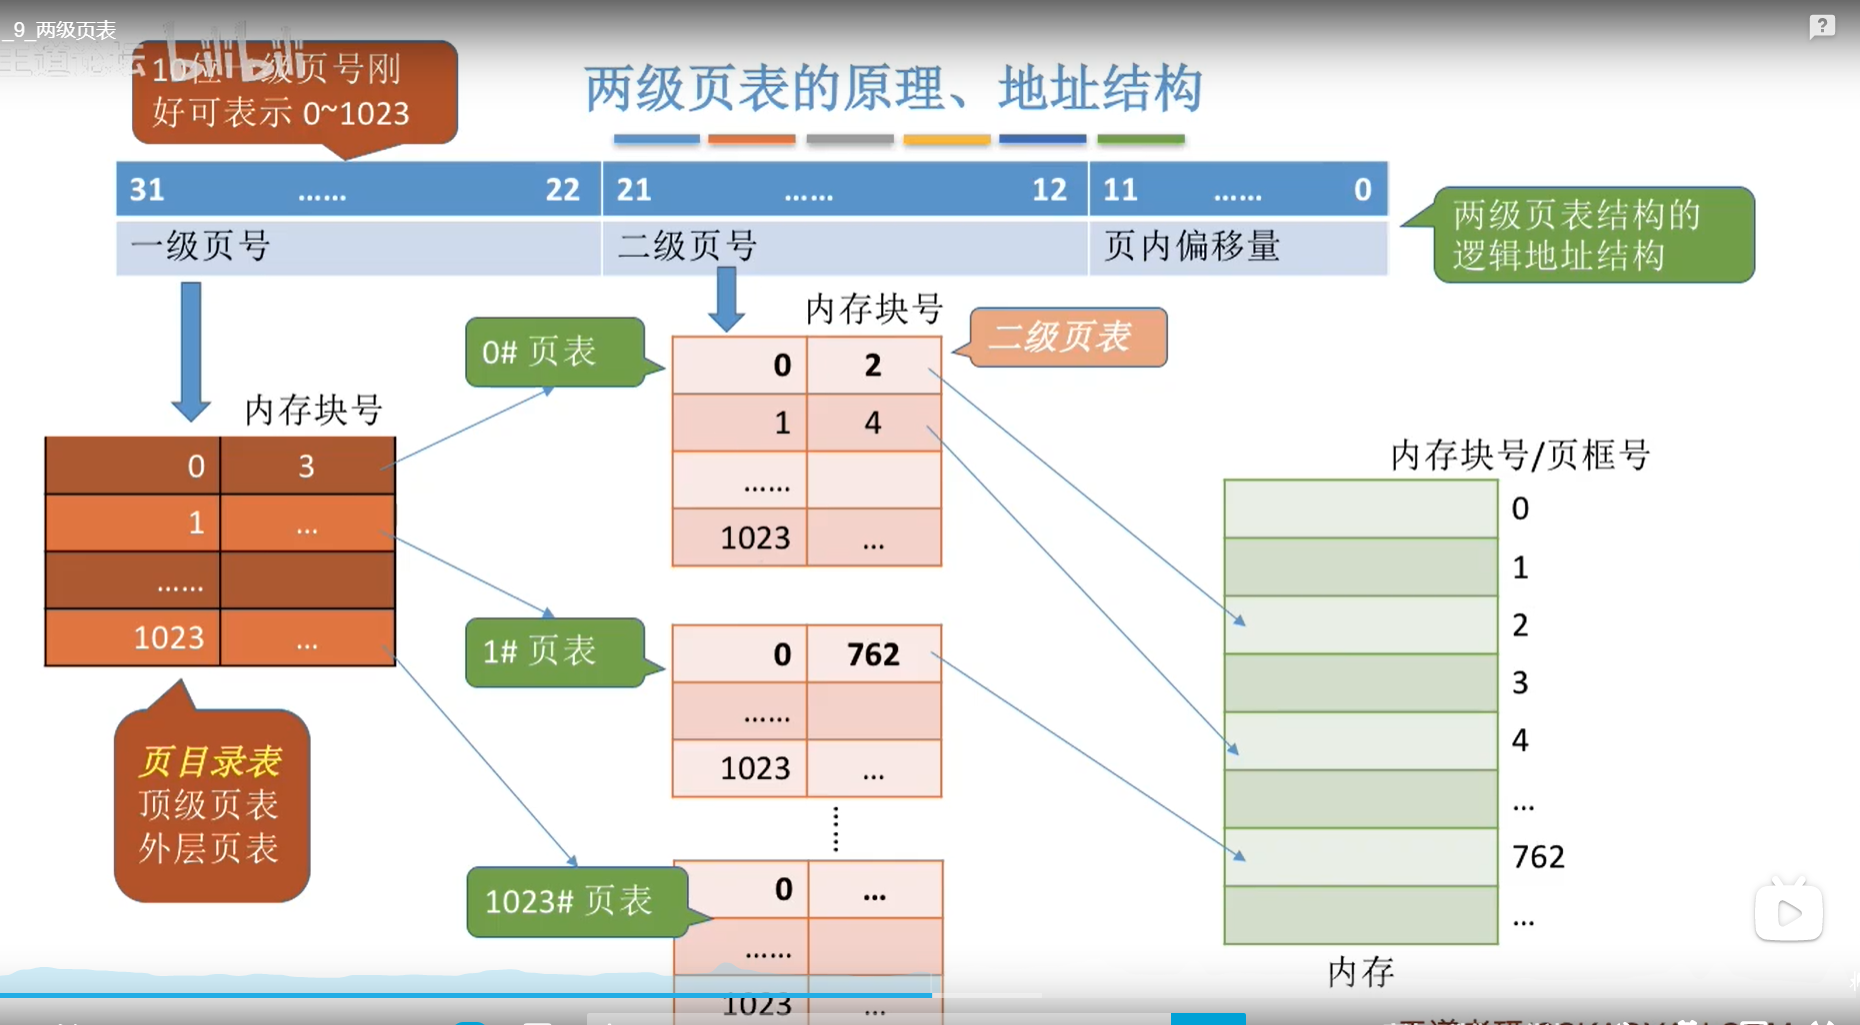 _9_两级页表
bilibili
10位一级页号刚
好可表示 0~1023
两级页表的原理、地址结构
31 ...... 22 21 ...... 12 11 ...... 0
一级页号 二级页号 页内偏移量
两级页表结构的
逻辑地址结构
内存块号
0# 页表
二级页表
0 2
1 4
......
1023 ...
内存块号
0 3
1 ...
......
1023 ...
页目录表
顶级页表
外层页表
1# 页表
0 762
......
1023 ...
1023# 页表
0 ...
......
1023 ...
内存块号/页框号
0
1
2
3
4
...
762
...
内存